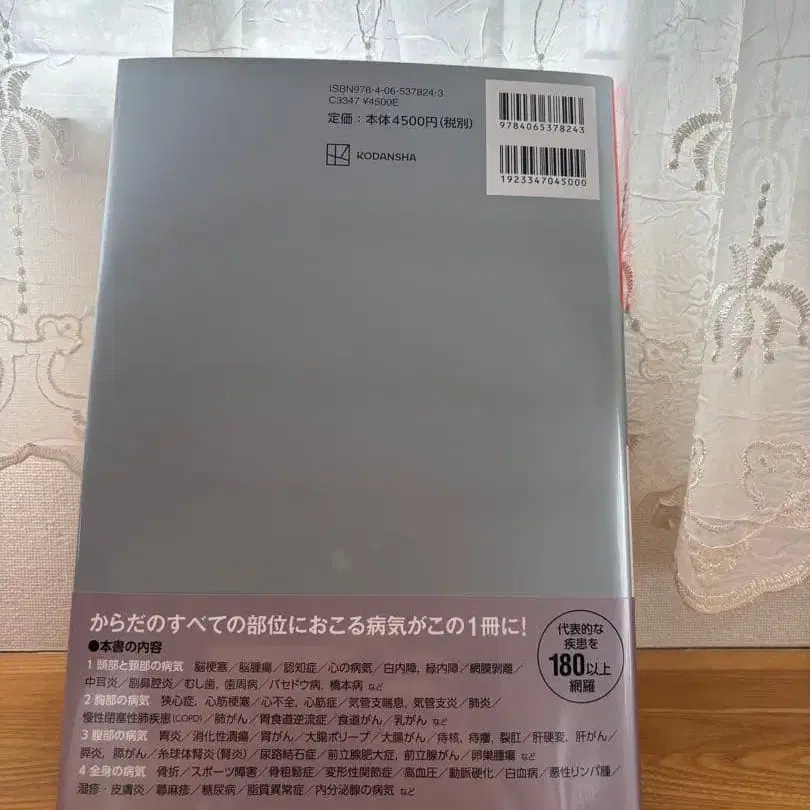 ISBN978-4-06-537824-3
C3347 ¥4500E
定価：本体4500円（税別）
KODANSHA
9784065378243
1923347045000
からだのすべての部位におこる病気がこの1冊に！
●本書の内容
1 頭部と頸部の病気 脳梗塞／脳腫瘍／認知症／心の病気／白内障，緑内障／網膜剥離／
中耳炎／副鼻腔炎／むし歯，歯周病／バセドウ病，橋本病 など
2 胸部の病気 狭心症，心筋梗塞／心不全，心筋症／気管支喘息，気管支炎／肺炎／
慢性閉塞性肺疾患（COPD）／肺がん／胃食道逆流症／食道がん／乳がん など
3 腹部の病気 胃炎／消化性潰瘍／胃がん／大腸ポリープ／大腸がん／痔核，痔瘻，裂肛／肝硬変，肝がん／
膵炎，膵がん／糸球体腎炎（腎炎）／尿路結石症／前立腺肥大症，前立腺がん／卵巣腫瘍 など
4 全身の病気 骨折／スポーツ障害／骨粗鬆症／変形性関節症／高血圧／動脈硬化／白血病／悪性リンパ腫／
湿疹・皮膚炎／蕁麻疹／糖尿病／脂質異常症／内分泌腺の病気 など
代表的な
疾患を
180以上
網羅